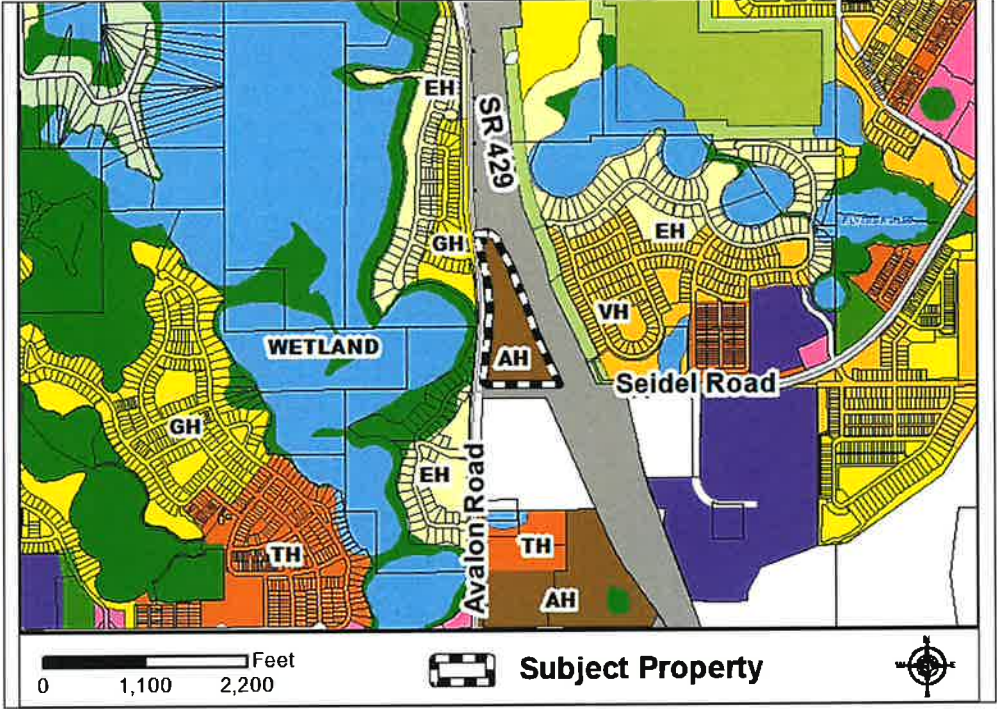 EH
SR 429
GH
EH
VH
WETLAND
AH
Seidel Road
GH
EH
Avalon Road
TH
TH
AH
Feet
0 1,100 2,200
Subject Property
N
W E
S